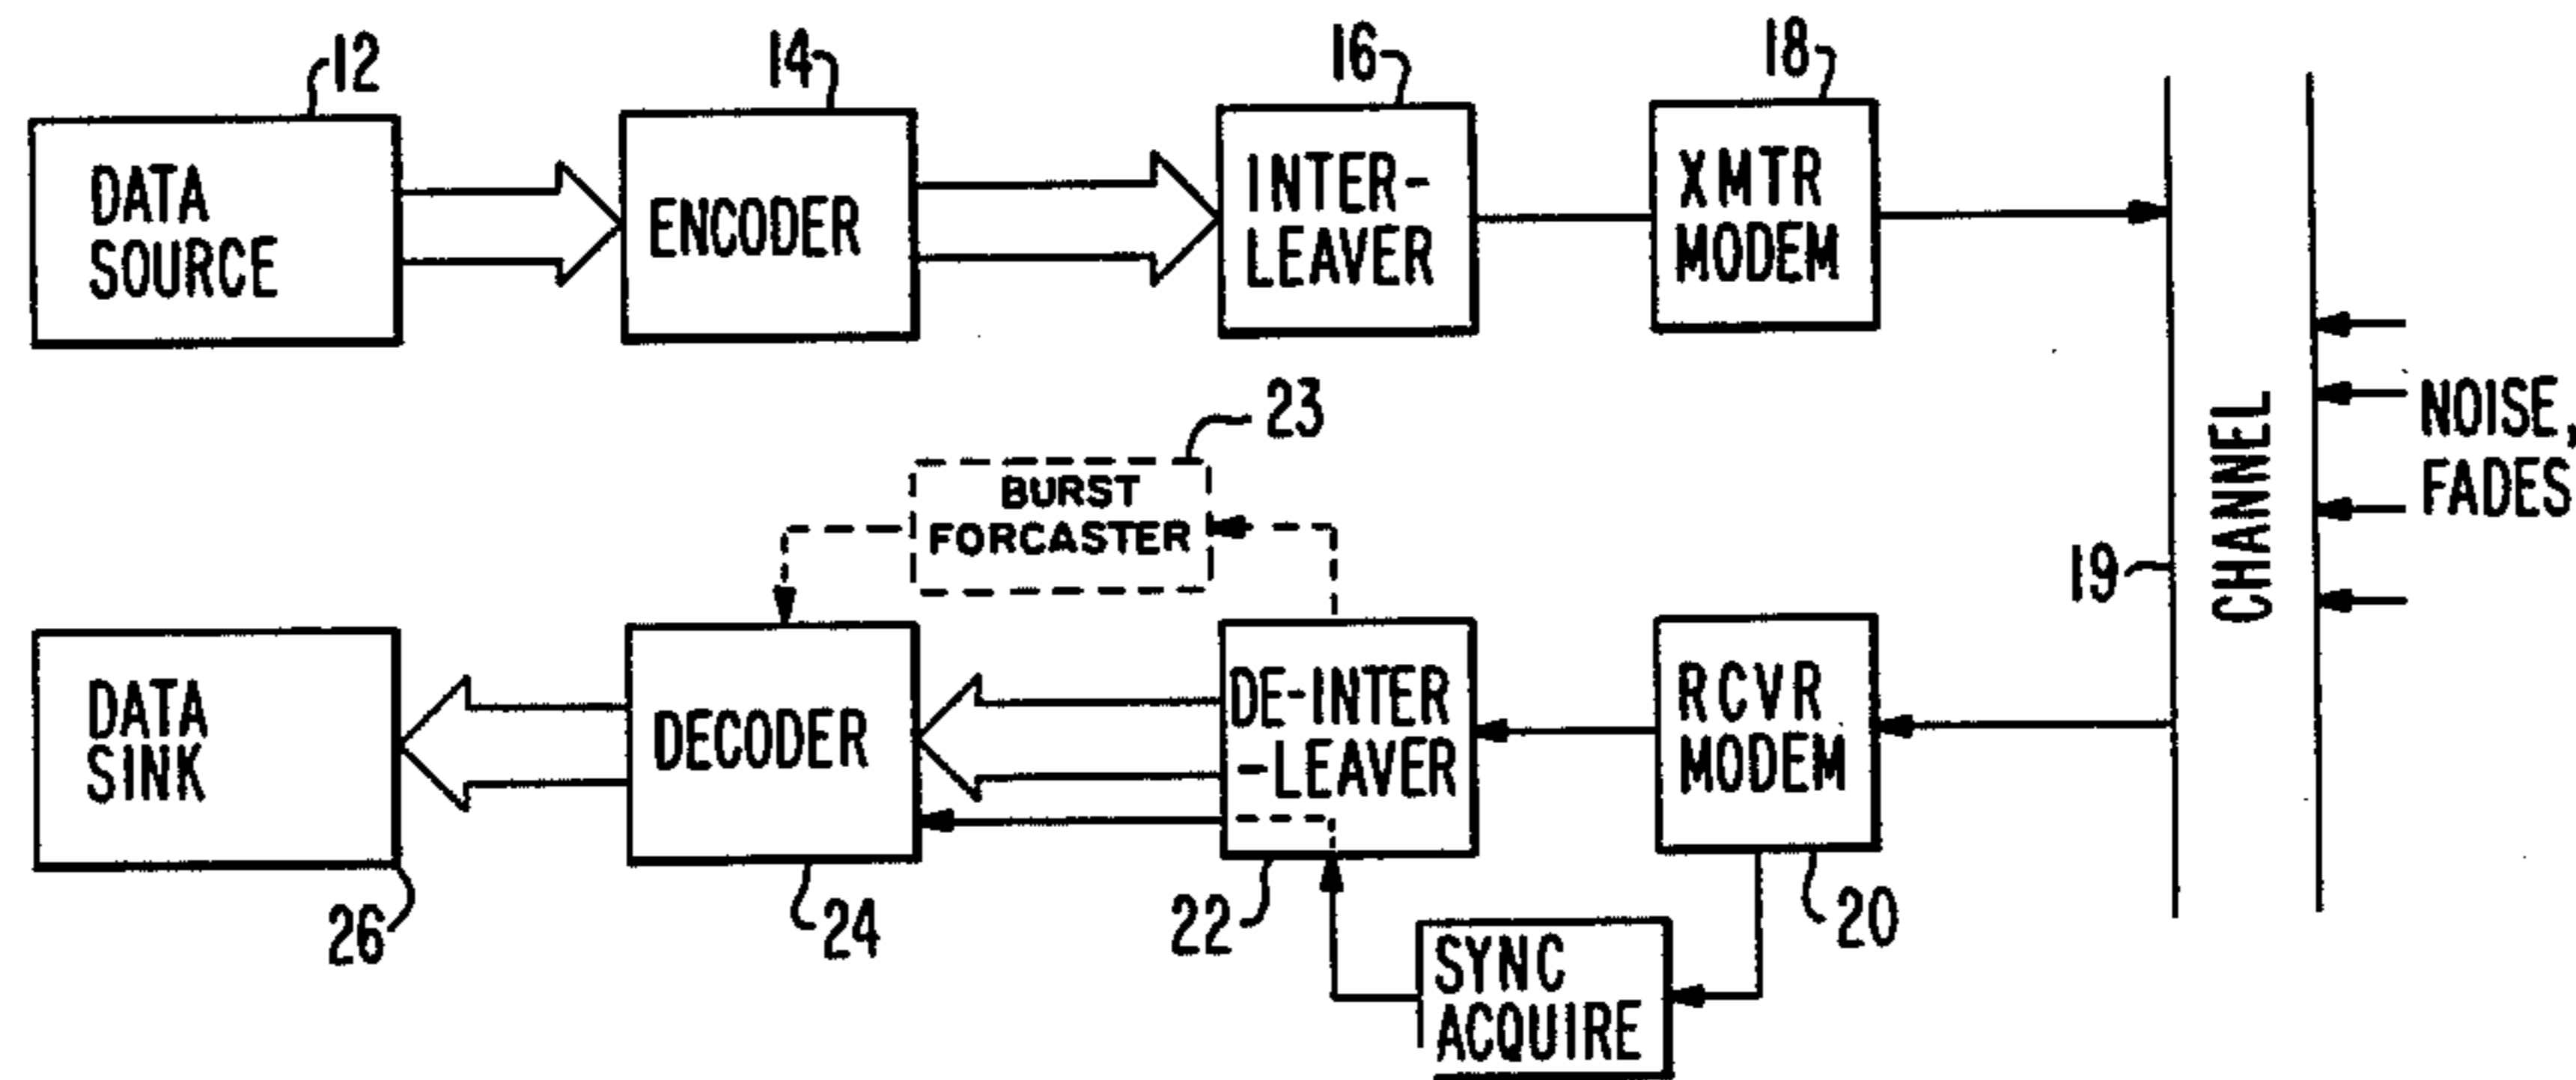 12
14
16
18
DATA
SOURCE
ENCODER
INTER-
LEAVER
XMTR
MODEM
CHANNEL
19
NOISE,
FADES
23
BURST
FORCASTER
DATA
SINK
DECODER
DE-INTER
-LEAVER
RCVR
MODEM
26
24
22
20
SYNC
ACQUIRE